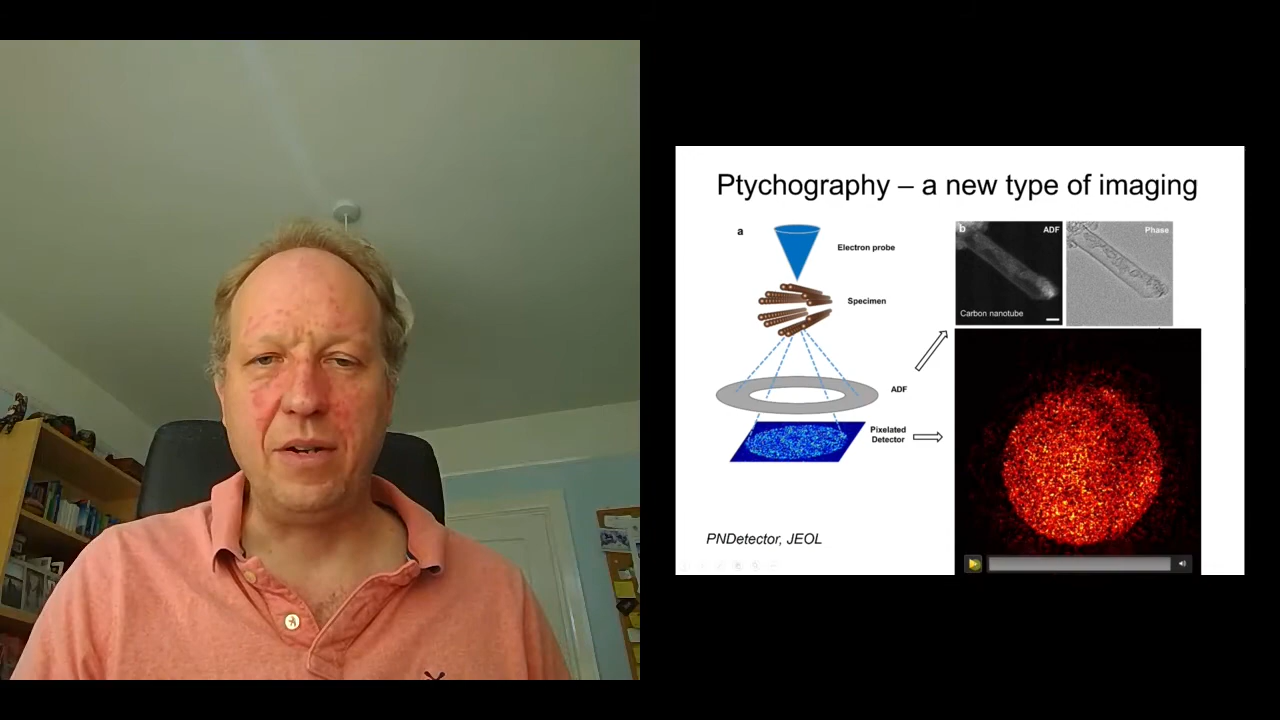 Ptychography – a new type of imaging
a
Electron probe
Specimen
ADF
Pixelated
Detector
b
ADF
Phase
Carbon nanotube
PNDetector, JEOL